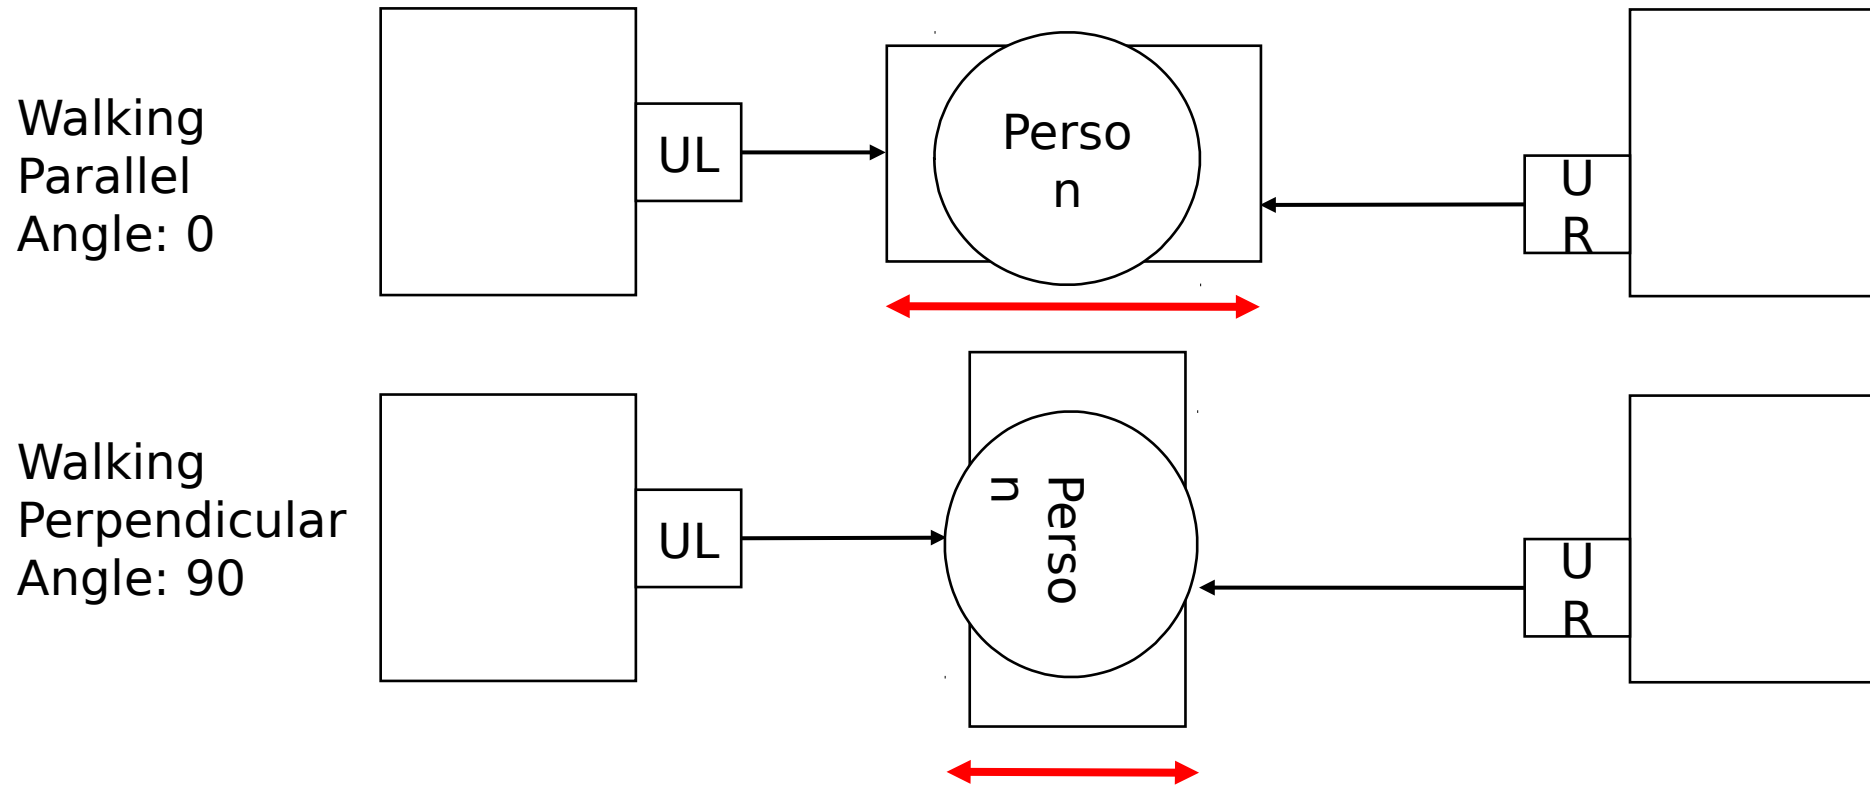 Walking
Parallel
Angle: 0
UL
Perso
n
U
R
Walking
Perpendicular
Angle: 90
UL
Perso
n
U
R